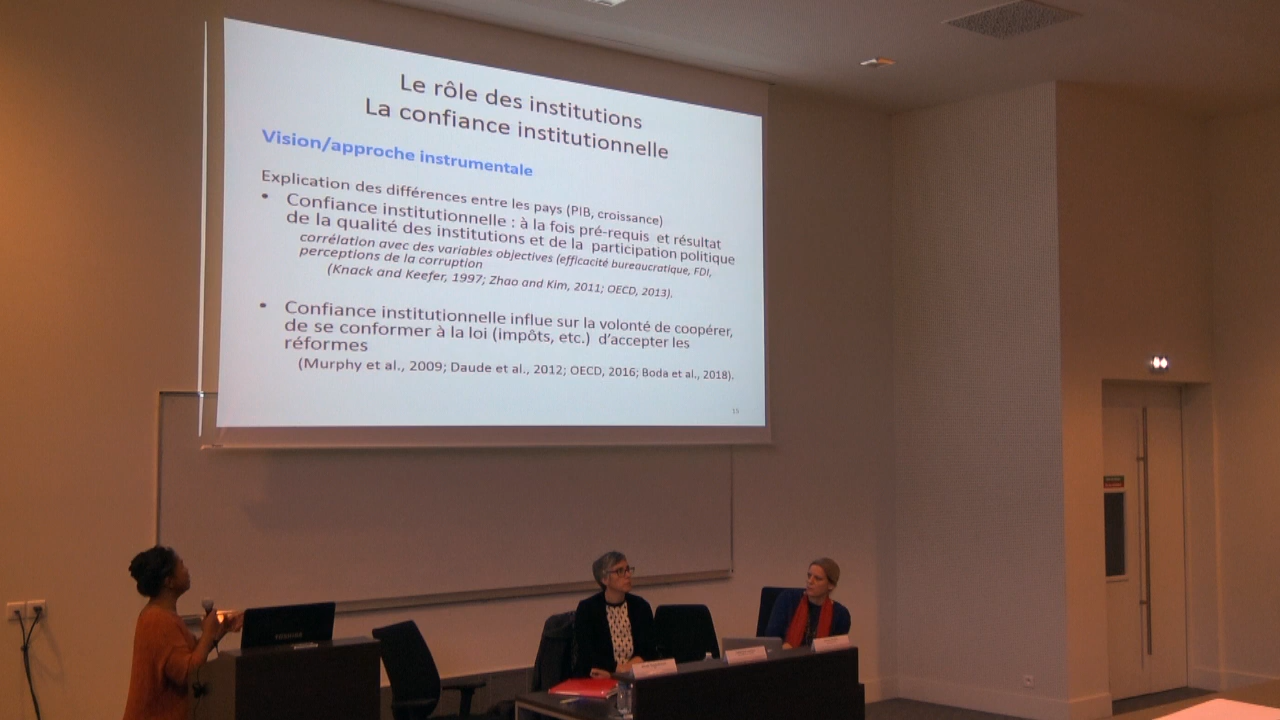 Le rôle des institutions
La confiance institutionnelle
Vision/approche instrumentale
Explication des différences entre les pays (PIB, croissance)
• Confiance institutionnelle : à la fois pré-requis et résultat
de la qualité des institutions et de la participation politique
corrélation avec des variables objectives (efficacité bureaucratique, FDI,
perceptions de la corruption
(Knack and Keefer, 1997; Zhao and Kim, 2011; OECD, 2013).
• Confiance institutionnelle influe sur la volonté de coopérer,
de se conformer à la loi (impôts, etc.) d’accepter les
réformes
(Murphy et al., 2009; Daude et al., 2012; OECD, 2016; Boda et al., 2018).
15
TOSHIBA